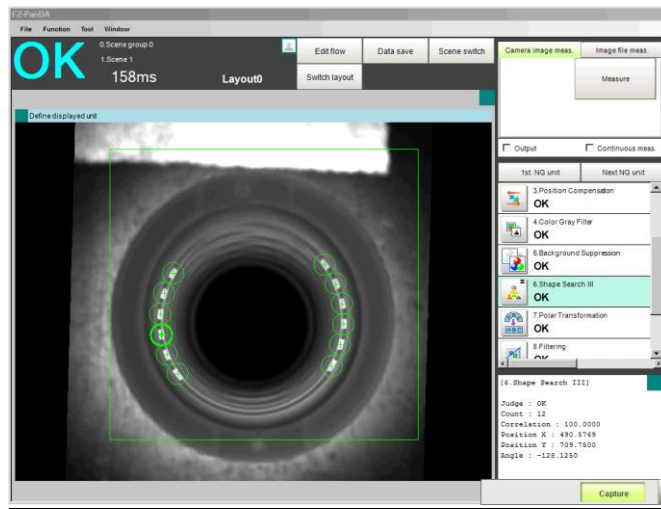 FZ-PanDA
File Function Tool Window
OK
0.Scene group 0
1.Scene 1
158ms
Layout0
Edit flow
Data save
Scene switch
Switch layout
Camera image meas.
Image file meas.
Measure
Define displayed unit
Output
Continuous meas.
1st. NG unit
Next NG unit
3.Position Compensation
OK
4.Color Gray Filter
OK
5.Background Suppression
OK
6.Shape Search III
OK
7.Polar Transformation
OK
8.Filtering
OK
[6.Shape Search III]
Judge : OK
Count : 12
Correlation : 100.0000
Position X : 490.5769
Position Y : 709.7500
Angle : -128.1250
Capture